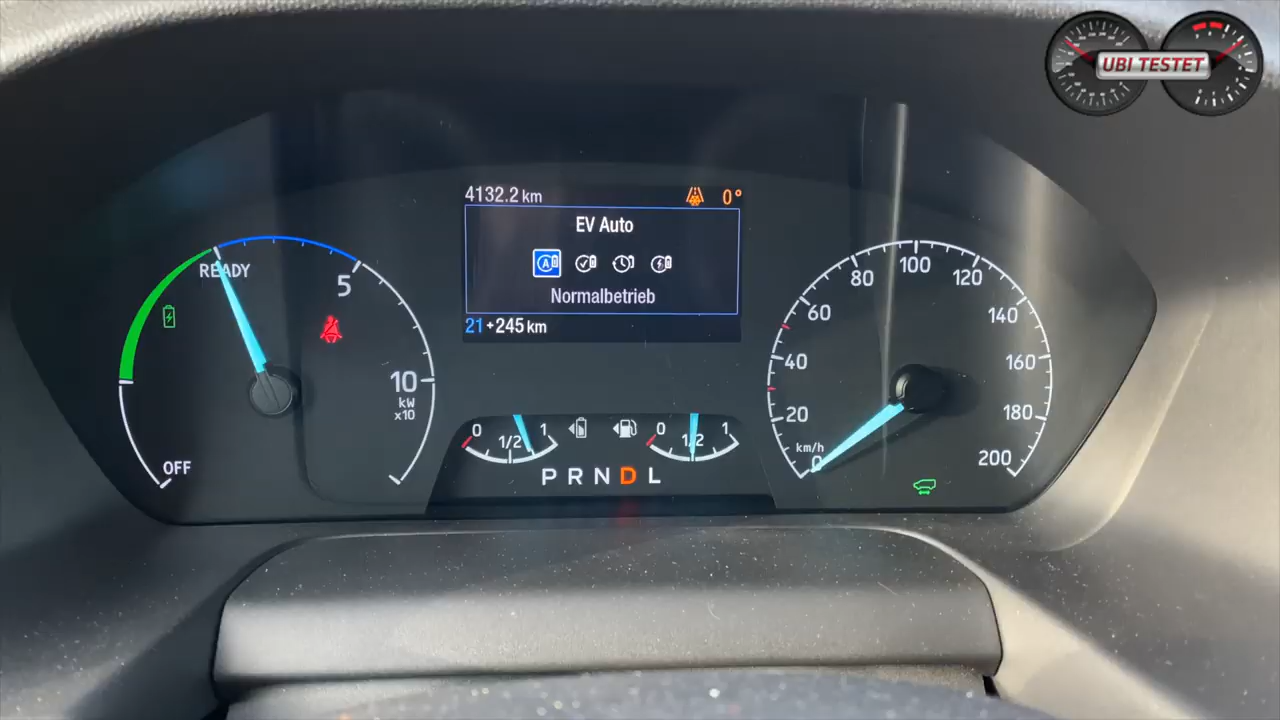 UBI TESTET
4132.2 km 0°
EV Auto
Normalbetrieb
21+245 km
READY
5
10
kW
x10
OFF
0 1/2 1
0 1/2 1
P R N D L
0
20
40
60
80
100
120
140
160
180
200
km/h